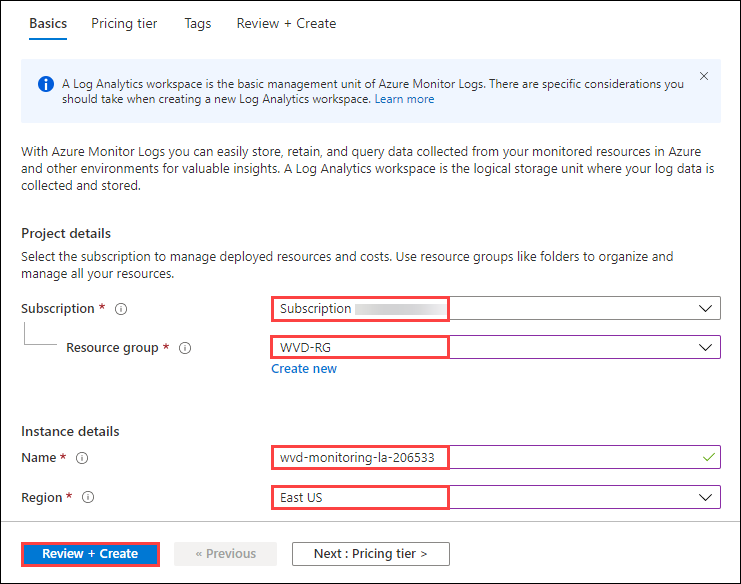 Basics Pricing tier Tags Review + Create
A Log Analytics workspace is the basic management unit of Azure Monitor Logs. There are specific considerations you
should take when creating a new Log Analytics workspace. Learn more
With Azure Monitor Logs you can easily store, retain, and query data collected from your monitored resources in Azure
and other environments for valuable insights. A Log Analytics workspace is the logical storage unit where your log data is
collected and stored.
Project details
Select the subscription to manage deployed resources and costs. Use resource groups like folders to organize and
manage all your resources.
Subscription * Subscription
Resource group * WVD-RG
Create new
Instance details
Name * wvd-monitoring-la-206533
Region * East US
Review + Create « Previous Next : Pricing tier >